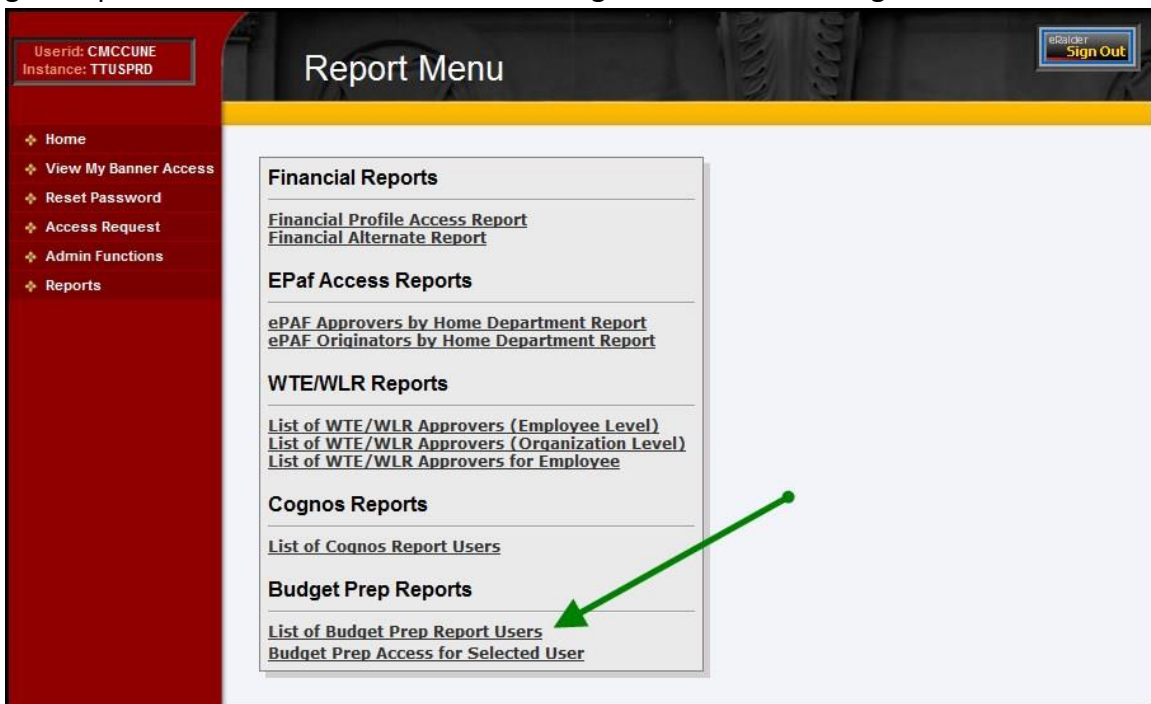 Userid: CMCCUNE
Instance: TTUSPRD
Report Menu
eRaider
Sign Out
Home
View My Banner Access
Reset Password
Access Request
Admin Functions
Reports
Financial Reports
Financial Profile Access Report
Financial Alternate Report
EPaf Access Reports
ePAF Approvers by Home Department Report
ePAF Originators by Home Department Report
WTE/WLR Reports
List of WTE/WLR Approvers (Employee Level)
List of WTE/WLR Approvers (Organization Level)
List of WTE/WLR Approvers for Employee
Cognos Reports
List of Cognos Report Users
Budget Prep Reports
List of Budget Prep Report Users
Budget Prep Access for Selected User